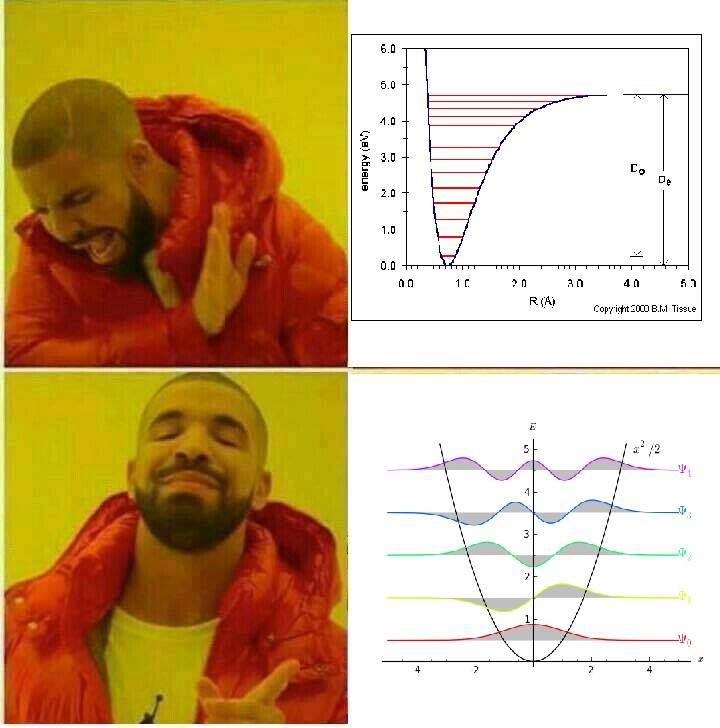 6.0
5.0
4.0
3.0
2.0
1.0
0.0
energy (eV)
Do
De
0.0 1.0 2.0 3.0 4.0 5.0
R (Å)
Copyright 2000 B.M. Tissue
E
5
x²/2
Ψ
4
Ψ₃
3
Ψ₂
2
Ψ₁
1
Ψ₀
4 2 2 4 x